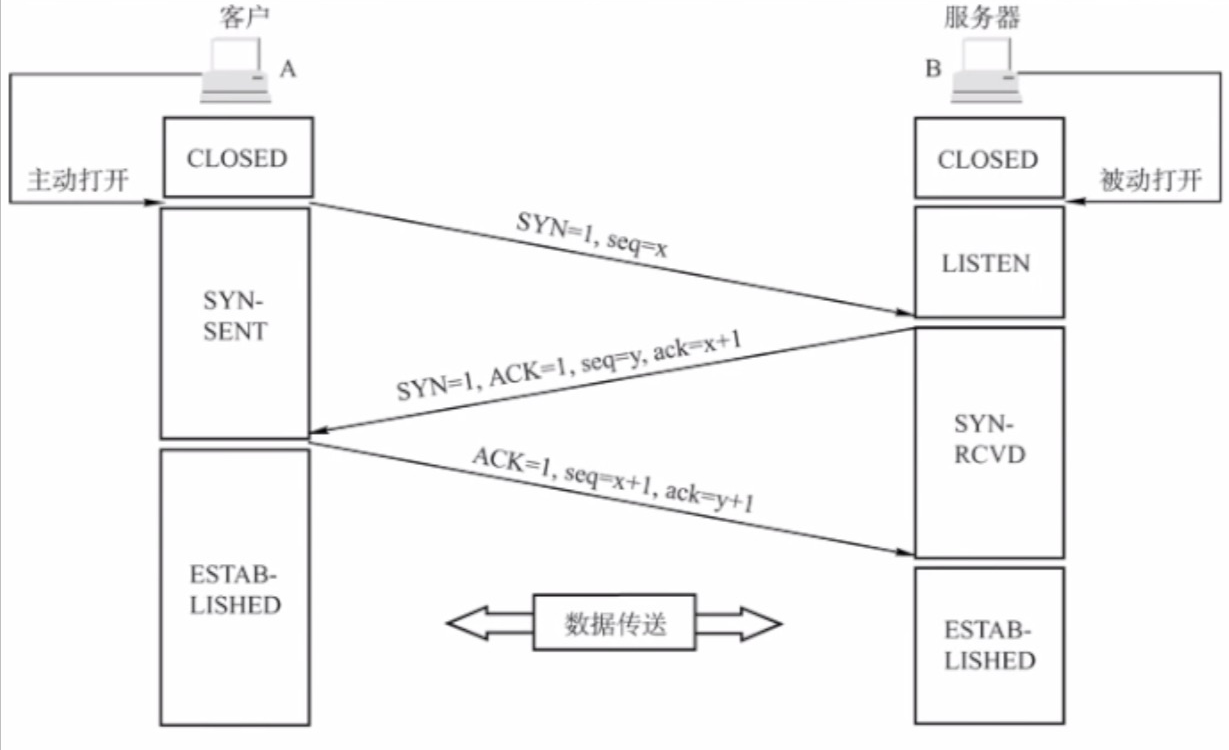 客户
服务器
A
B
CLOSED
CLOSED
主动打开
被动打开
SYN=1, seq=x
LISTEN
SYN-
SENT
SYN=1, ACK=1, seq=y, ack=x+1
SYN-
RCVD
ACK=1, seq=x+1, ack=y+1
ESTAB-
LISHED
数据传送
ESTAB-
LISHED